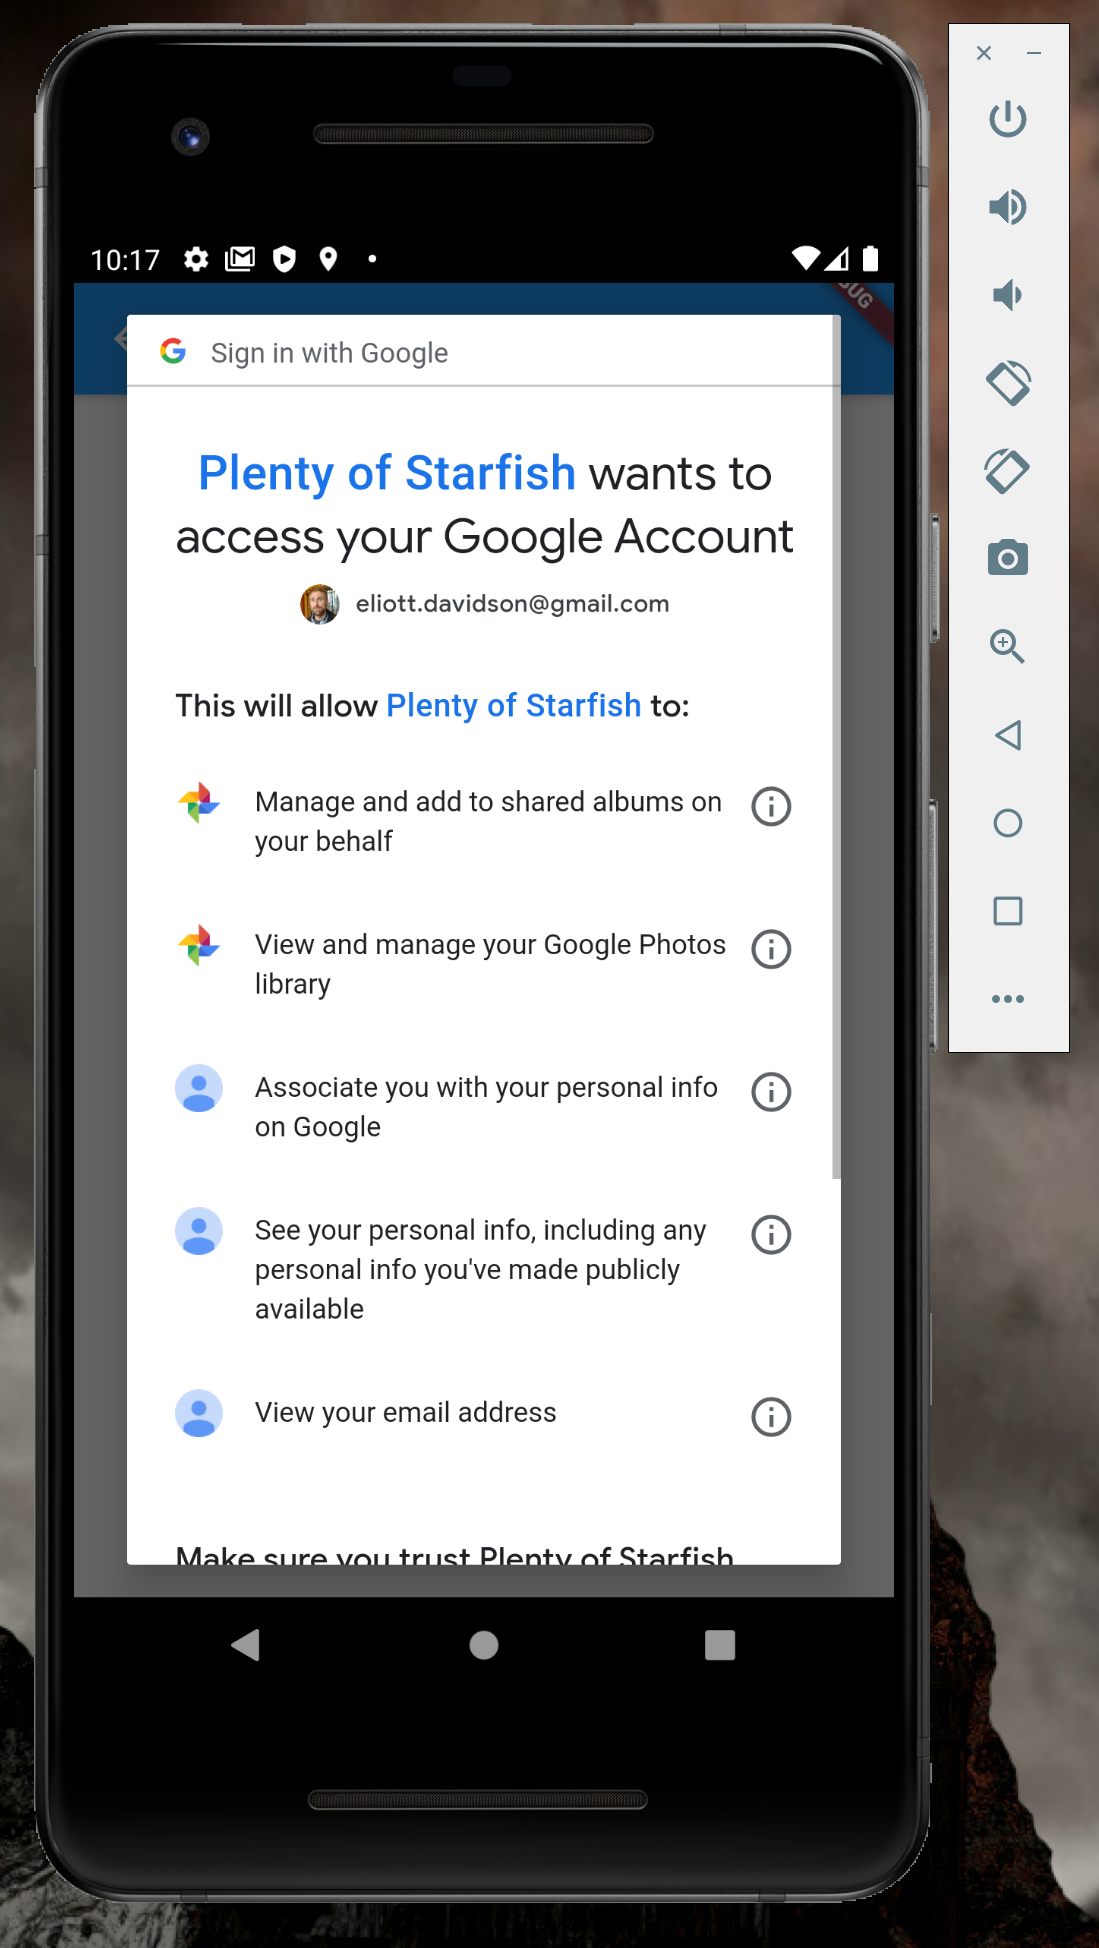 10:17
BUG
Sign in with Google
Plenty of Starfish wants to
access your Google Account
eliott.davidson@gmail.com
This will allow Plenty of Starfish to:
Manage and add to shared albums on
your behalf
View and manage your Google Photos
library
Associate you with your personal info
on Google
See your personal info, including any
personal info you've made publicly
available
View your email address
Make sure you trust Plenty of Starfish